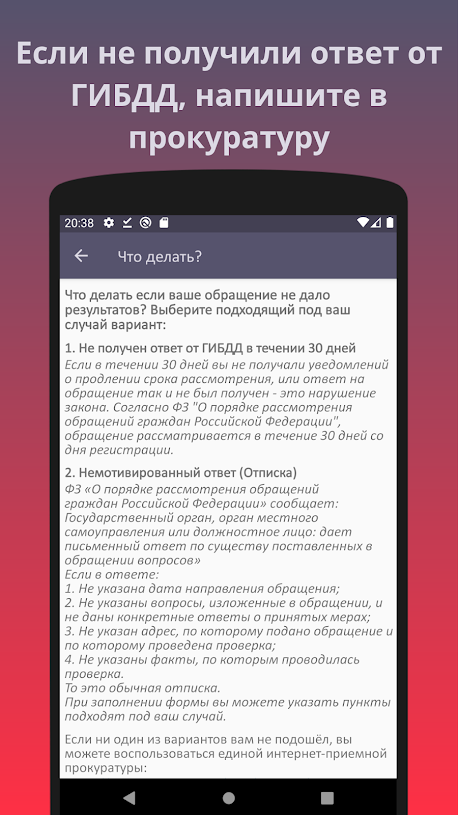 Если не получили ответ от
ГИБДД, напишите в
прокуратуру
20:38
Что делать?
Что делать если ваше обращение не дало
результатов? Выберите подходящий под ваш
случай вариант:
1. Не получен ответ от ГИБДД в течении 30 дней
Если в течении 30 дней вы не получали уведомлений
о продлении срока рассмотрения, или ответ на
обращение так и не был получен - это нарушение
закона. Согласно ФЗ "О порядке рассмотрения
обращений граждан Российской Федерации",
обращение рассматривается в течение 30 дней со
дня регистрации.
2. Немотивированный ответ (Отписка)
ФЗ «О порядке рассмотрения обращений
граждан Российской Федерации» сообщает:
Государственный орган, орган местного
самоуправления или должностное лицо: дает
письменный ответ по существу поставленных в
обращении вопросов»
Если в ответе:
1. Не указана дата направления обращения;
2. Не указаны вопросы, изложенные в обращении, и
не даны конкретные ответы о принятых мерах;
3. Не указан адрес, по которому подано обращение и
по которому проведена проверка;
4. Не указаны факты, по которым проводилась
проверка.
То это обычная отписка.
При заполнении формы вы можете указать пункты
подходят под ваш случай.
Если ни один из вариантов вам не подошёл, вы
можете воспользоваться единой интернет-приемной
прокуратуры: